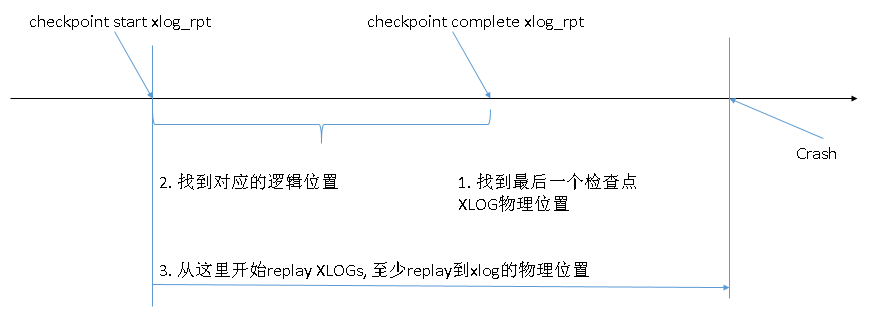 checkpoint start xlog_rpt
checkpoint complete xlog_rpt
Crash
2. 找到对应的逻辑位置
1. 找到最后一个检查点
XLOG物理位置
3. 从这里开始replay XLOGs, 至少replay到xlog的物理位置